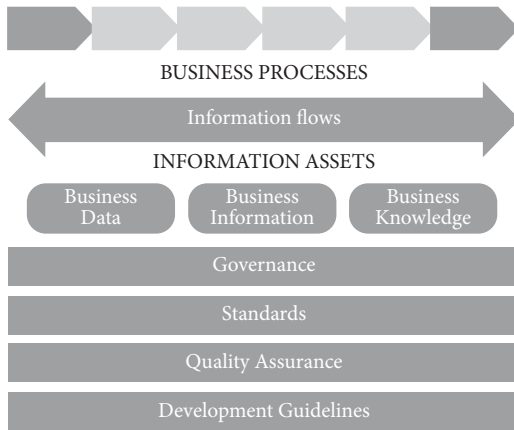 BUSINESS PROCESSES
Information flows
INFORMATION ASSETS
Business
Data
Business
Information
Business
Knowledge
Governance
Standards
Quality Assurance
Development Guidelines